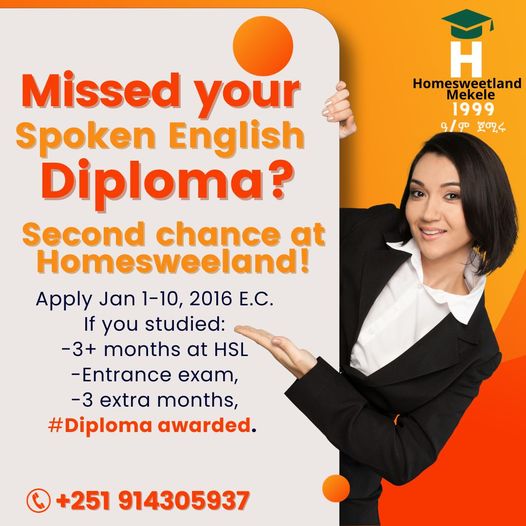 Missed your
Spoken English
Diploma?
Second chance at
Homesweeland!
Apply Jan 1-10, 2016 E.C.
If you studied:
-3+ months at HSL
-Entrance exam,
-3 extra months,
#Diploma awarded.
+251 914305937
H
Homesweetland
Mekele
1999
ዓ/ም ጀሚሩ